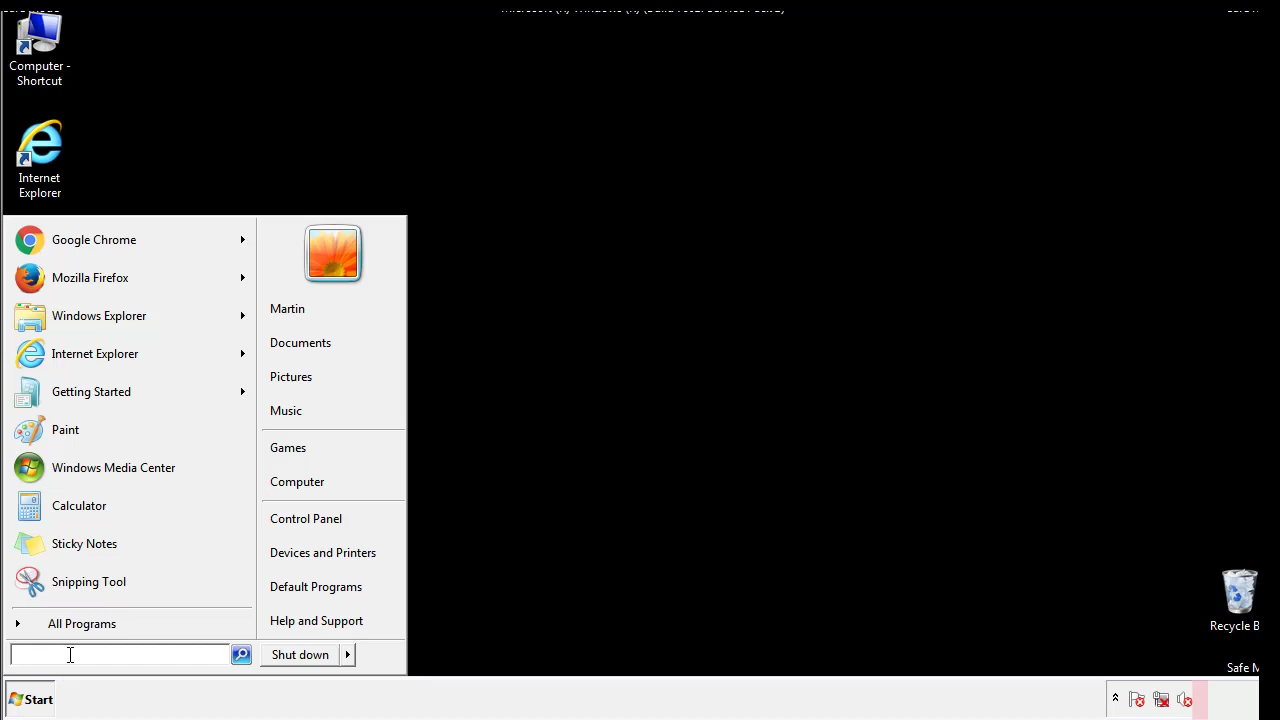 Computer -
Shortcut
Internet
Explorer
Google Chrome
Mozilla Firefox
Windows Explorer
Internet Explorer
Getting Started
Paint
Windows Media Center
Calculator
Sticky Notes
Snipping Tool
All Programs
Martin
Documents
Pictures
Music
Games
Computer
Control Panel
Devices and Printers
Default Programs
Help and Support
Shut down
Start
Recycle B
Safe M